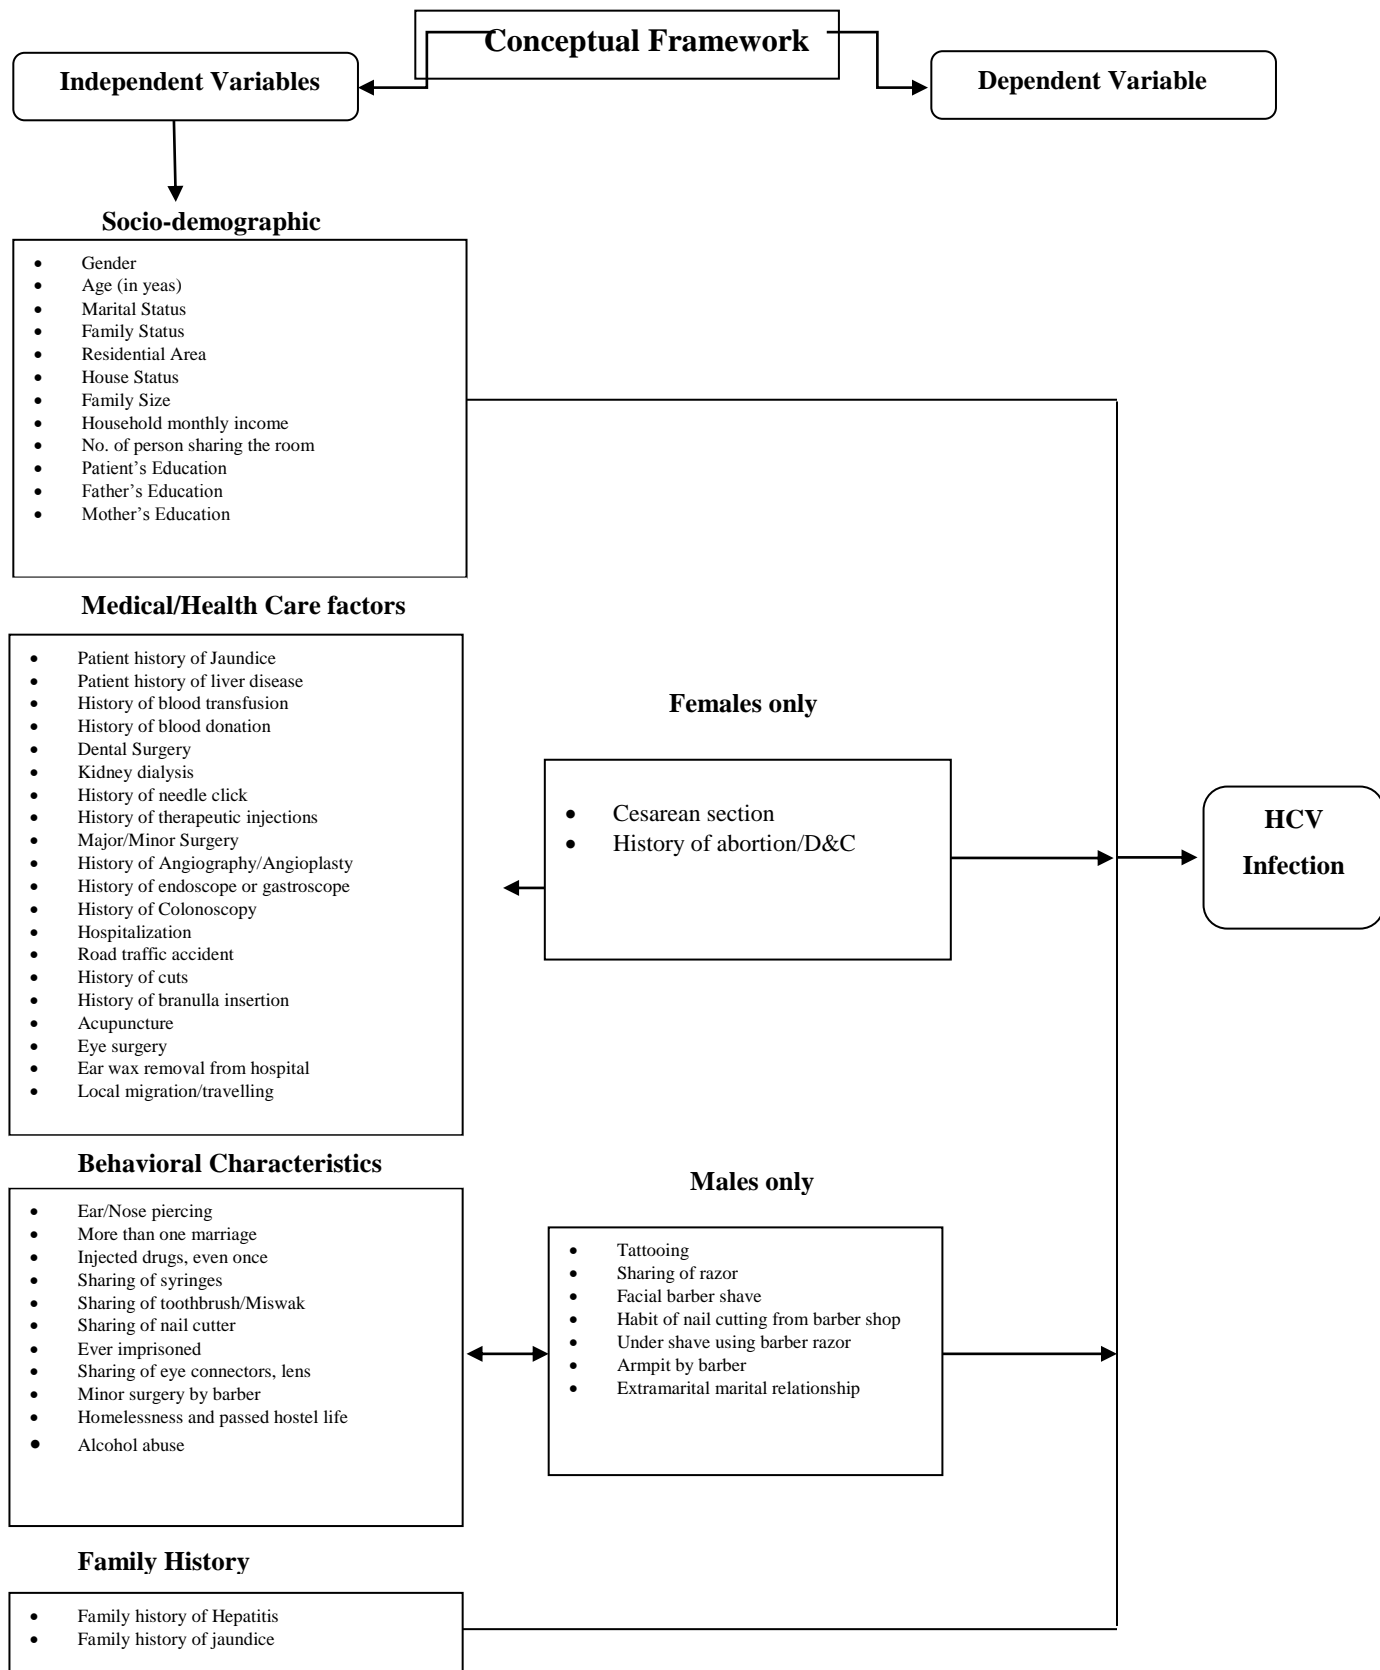 Conceptual Framework
Independent Variables
Dependent Variable
Socio-demographic
• Gender
• Age (in yeas)
• Marital Status
• Family Status
• Residential Area
• House Status
• Family Size
• Household monthly income
• No. of person sharing the room
• Patient’s Education
• Father’s Education
• Mother’s Education
Medical/Health Care factors
• Patient history of Jaundice
• Patient history of liver disease
• History of blood transfusion
• History of blood donation
• Dental Surgery
• Kidney dialysis
• History of needle click
• History of therapeutic injections
• Major/Minor Surgery
• History of Angiography/Angioplasty
• History of endoscope or gastroscope
• History of Colonoscopy
• Hospitalization
• Road traffic accident
• History of cuts
• History of branulla insertion
• Acupuncture
• Eye surgery
• Ear wax removal from hospital
• Local migration/travelling
Females only
• Cesarean section
• History of abortion/D&C
HCV
Infection
Behavioral Characteristics
• Ear/Nose piercing
• More than one marriage
• Injected drugs, even once
• Sharing of syringes
• Sharing of toothbrush/Miswak
• Sharing of nail cutter
• Ever imprisoned
• Sharing of eye connectors, lens
• Minor surgery by barber
• Homelessness and passed hostel life
• Alcohol abuse
Males only
• Tattooing
• Sharing of razor
• Facial barber shave
• Habit of nail cutting from barber shop
• Under shave using barber razor
• Armpit by barber
• Extramarital marital relationship
Family History
• Family history of Hepatitis
• Family history of jaundice